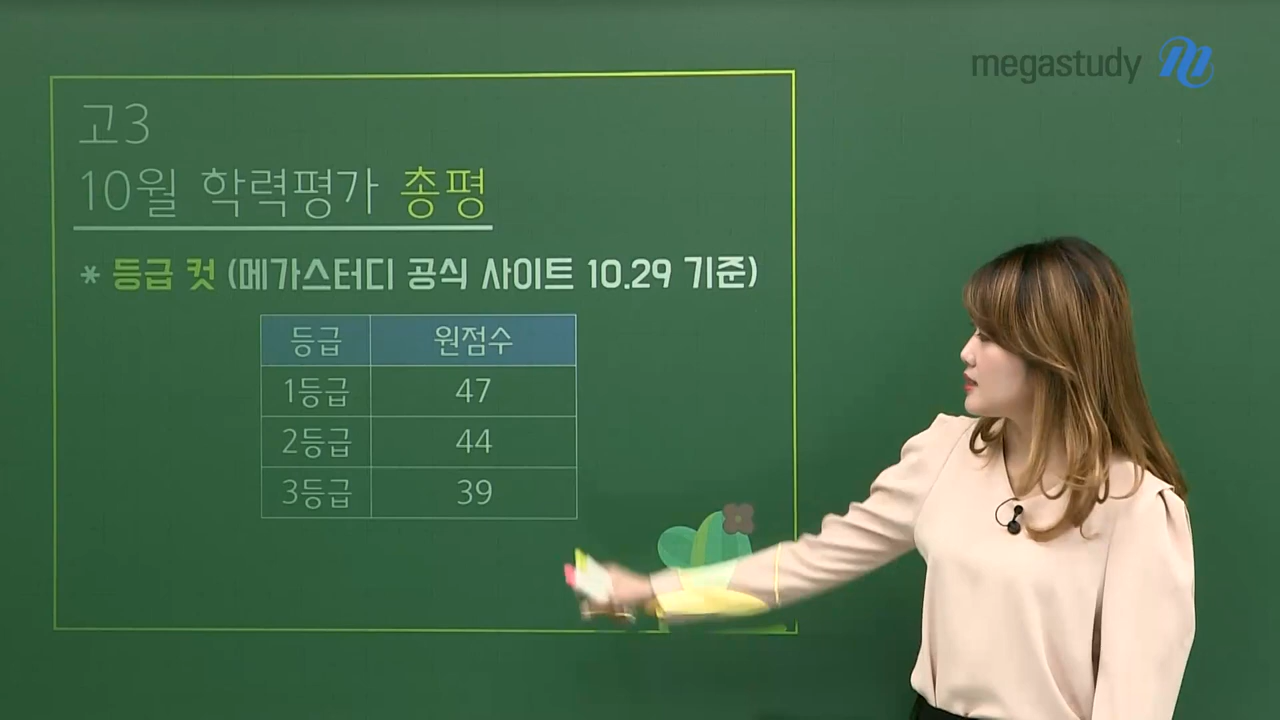 megastudy
고3
10월 학력평가 총평
* 등급 컷 (메가스터디 공식 사이트 10.29 기준)
등급 원점수
1등급 47
2등급 44
3등급 39